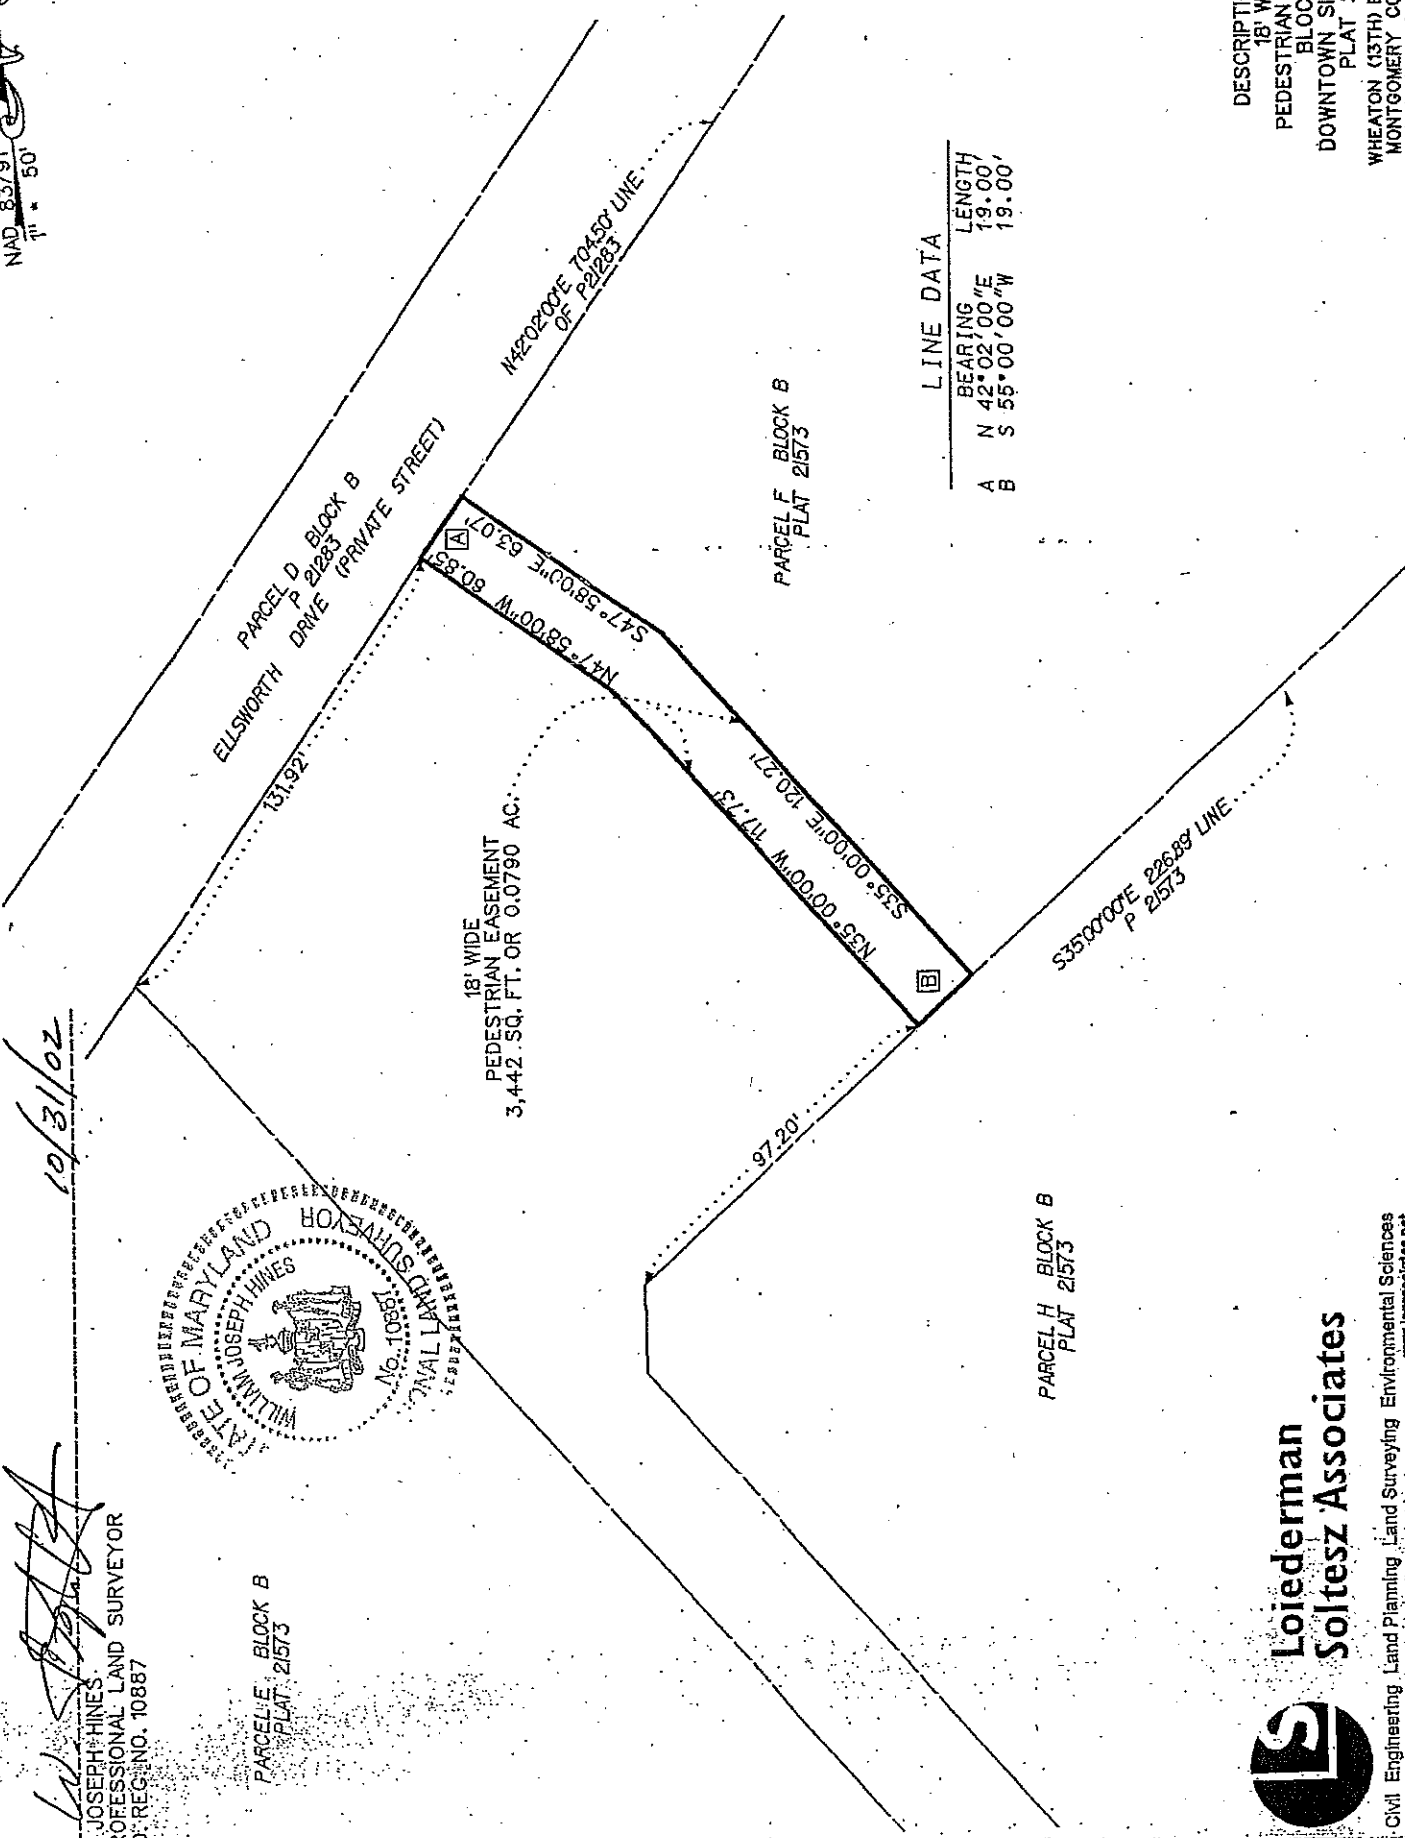 NAD 83/91
1" = 50'
10/31/02
JOSEPH HINES
PROFESSIONAL LAND SURVEYOR
REG NO. 10887
STATE OF MARYLAND
WILLIAM JOSEPH HINES
No. 10887
LAND SURVEYOR
PARCEL E BLOCK B
PLAT 21573
PARCEL D BLOCK B
P 21283
ELLSWORTH DRIVE (PRIVATE STREET)
131.92'
N42°02'00"E 704.50' LINE
OF P21283
18' WIDE
PEDESTRIAN EASEMENT
3,442 SQ. FT. OR 0.0790 AC.
A
N47°58'00"W 60.85'
S47°58'00"E 63.07'
N35°00'00"W 117.73'
S35°00'00"E 120.27'
B
97.20'
PARCEL F BLOCK B
PLAT 21573
S35°00'00"E 226.89' LINE
P 21573
PARCEL H BLOCK B
PLAT 21573
LINE DATA
BEARING LENGTH
A N 42°02'00"E 19.00'
B S 55°00'00"W 19.00'
18' W
PEDESTRIAN
DOWNTOWN
PLAT
WHEATON (13TH)
MONTGOMERY
LS
Loiederman
Soltesz Associates
Civil Engineering Land Planning Land Surveying Environmental Sciences